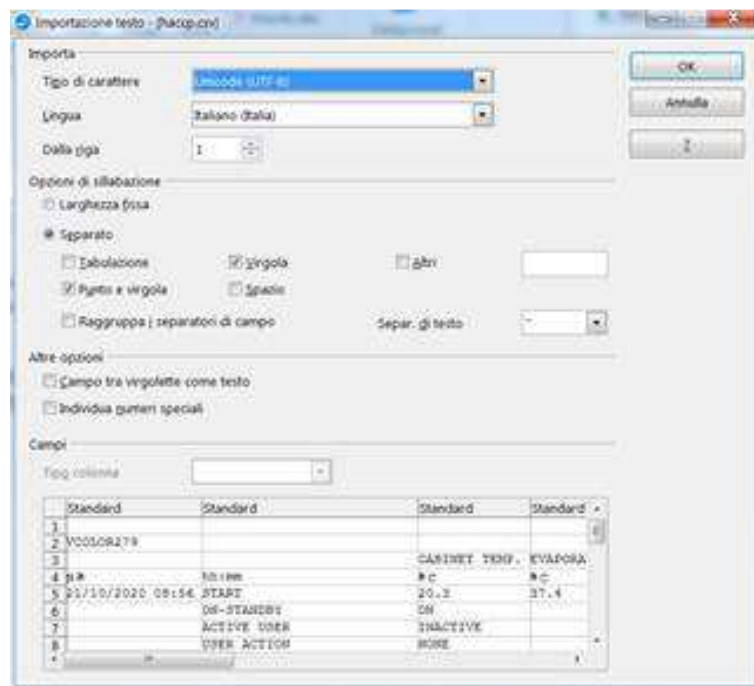 Importazione testo - [haccp.csv]
Importa
Tipo di carattere
Unicode (UTF-8)
Lingua
Italiano (Italia)
Dalla riga
1
OK
Annulla
?
Opzioni di sillabazione
Larghezza fissa
Separato
Tabulazione
Virgola
Altri
Punto e virgola
Spazio
Raggruppa i separatori di campo
Separ. di testo
"
Altre opzioni
Campo tra virgolette come testo
Individua numeri speciali
Campi
Tipo colonna
Standard Standard Standard Standard
1
2 VCOLOR279
3 CABINET TEMP. EVAPORA
4 hh:mm
5 21/10/2020 08:56 START 20.3 37.4
6 ON-STANDBY ON
7 ACTIVE USER INACTIVE
8 USER ACTION NONE